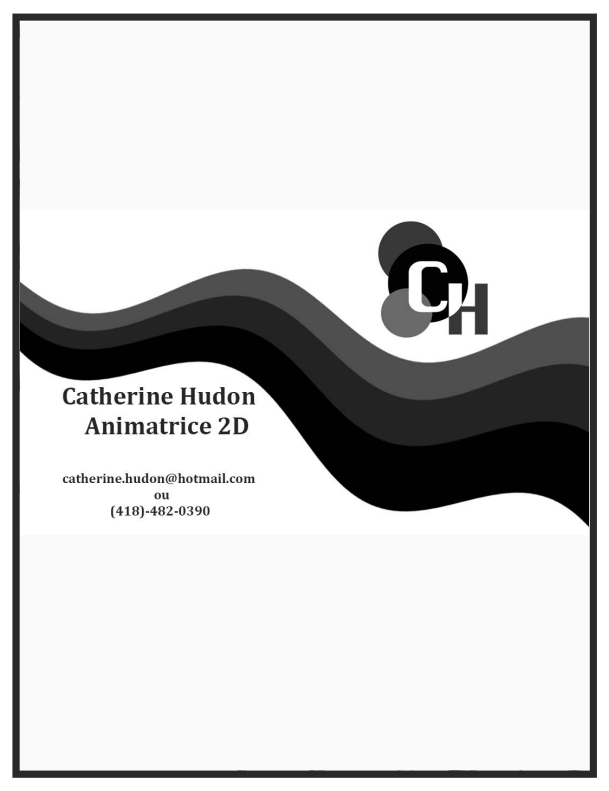 CH
Catherine Hudon
Animatrice 2D
catherine.hudon@hotmail.com
ou
(418)-482-0390